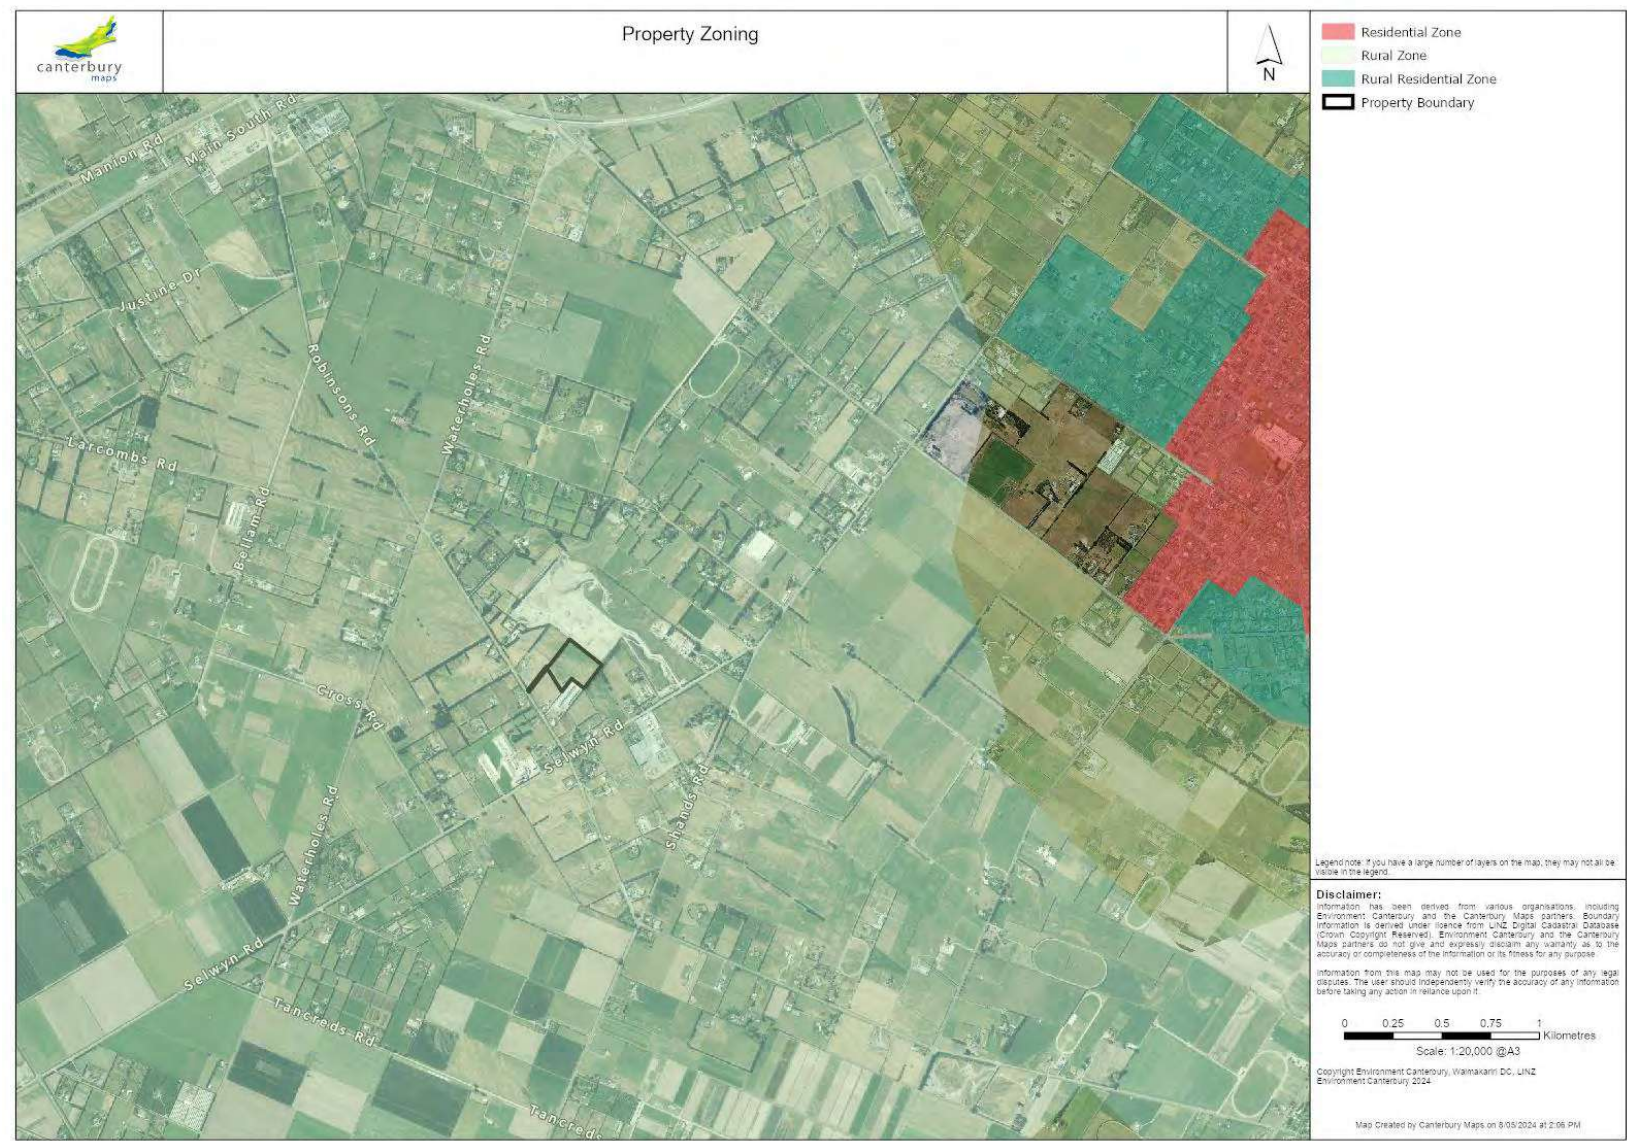 canterbury
maps
Property Zoning
N
Residential Zone
Rural Zone
Rural Residential Zone
Property Boundary
Manion Rd
Main South Rd
Justine Dr
Robinsons Rd
Waterholes Rd
Larcombs Rd
Bellam Rd
Cross Rd
Selwyn Rd
Shands Rd
Waterholes Rd
Selwyn Rd
Tancreds Rd
Tancreds
Legend note: If you have a large number of layers on the map, they may not all be
visible in the legend.
Disclaimer:
Information has been derived from various organisations, including
Environment Canterbury and the Canterbury Maps partners. Boundary
information is derived under licence from LINZ Digital Cadastral Database
(Crown Copyright Reserved). Environment Canterbury and the Canterbury
Maps partners do not give and expressly disclaim any warranty as to the
accuracy or completeness of the information or its fitness for any purpose.
Information from this map may not be used for the purposes of any legal
disputes. The user should independently verify the accuracy of any information
before taking any action in reliance upon it.
0 0.25 0.5 0.75 1
Kilometres
Scale: 1:20,000 @A3
Copyright Environment Canterbury, Waimakariri DC, LINZ
Environment Canterbury 2024
Map Created by Canterbury Maps on 8/05/2024 at 2:06 PM